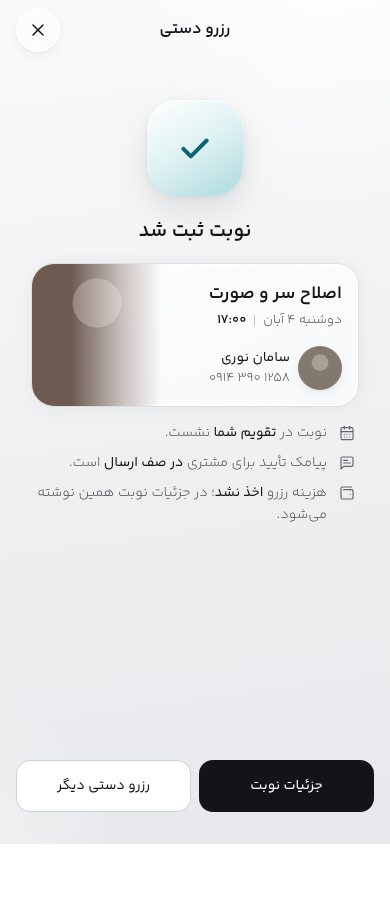 رزرو دستی
نوبت ثبت شد
اصلاح سر و صورت
دوشنبه ۴ آبان | ۱۷:۰۰
سامان نوری
۰۹۱۴ ۳۹۰ ۱۲۵۸
نوبت در تقویم شما نشست.
پیامک تأیید برای مشتری در صف ارسال است.
هزینه رزرو اخذ نشد؛ در جزئیات نوبت همین نوشته
می‌شود.
جزئیات نوبت
رزرو دستی دیگر